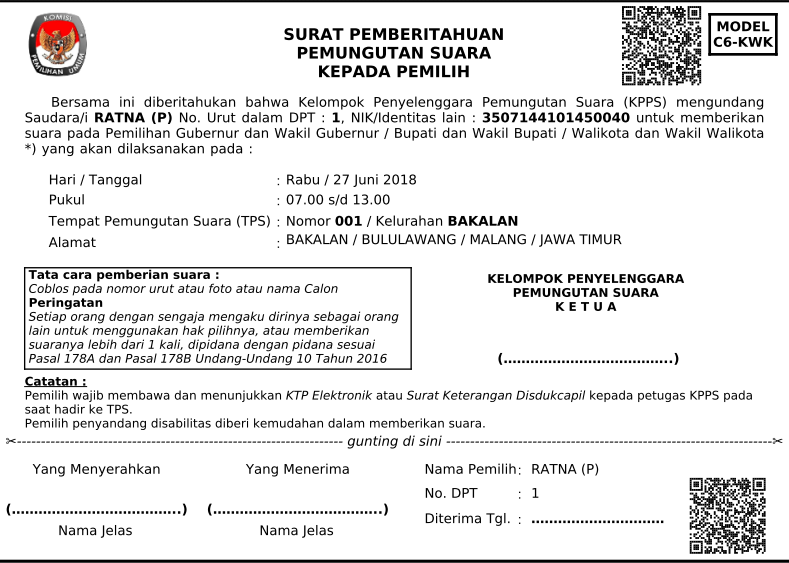 KOMISI
PEMILIHAN UMUM
SURAT PEMBERITAHUAN
PEMUNGUTAN SUARA
KEPADA PEMILIH
MODEL
C6-KWK
Bersama ini diberitahukan bahwa Kelompok Penyelenggara Pemungutan Suara (KPPS) mengundang
Saudara/i RATNA (P) No. Urut dalam DPT : 1, NIK/Identitas lain : 3507144101450040 untuk memberikan
suara pada Pemilihan Gubernur dan Wakil Gubernur / Bupati dan Wakil Bupati / Walikota dan Wakil Walikota
*) yang akan dilaksanakan pada :
Hari / Tanggal : Rabu / 27 Juni 2018
Pukul : 07.00 s/d 13.00
Tempat Pemungutan Suara (TPS) : Nomor 001 / Kelurahan BAKALAN
Alamat : BAKALAN / BULULAWANG / MALANG / JAWA TIMUR
Tata cara pemberian suara :
Coblos pada nomor urut atau foto atau nama Calon
Peringatan
Setiap orang dengan sengaja mengaku dirinya sebagai orang
lain untuk menggunakan hak pilihnya, atau memberikan
suaranya lebih dari 1 kali, dipidana dengan pidana sesuai
Pasal 178A dan Pasal 178B Undang-Undang 10 Tahun 2016
KELOMPOK PENYELENGGARA
PEMUNGUTAN SUARA
K E T U A
(.......................................)
Catatan :
Pemilih wajib membawa dan menunjukkan KTP Elektronik atau Surat Keterangan Disdukcapil kepada petugas KPPS pada
saat hadir ke TPS.
Pemilih penyandang disabilitas diberi kemudahan dalam memberikan suara.
✂-------------------------------------------------------------------- gunting di sini --------------------------------------------------------------------✂
Yang Menyerahkan Yang Menerima
(.......................................) (.......................................)
Nama Jelas Nama Jelas
Nama Pemilih : RATNA (P)
No. DPT : 1
Diterima Tgl. : ..............................